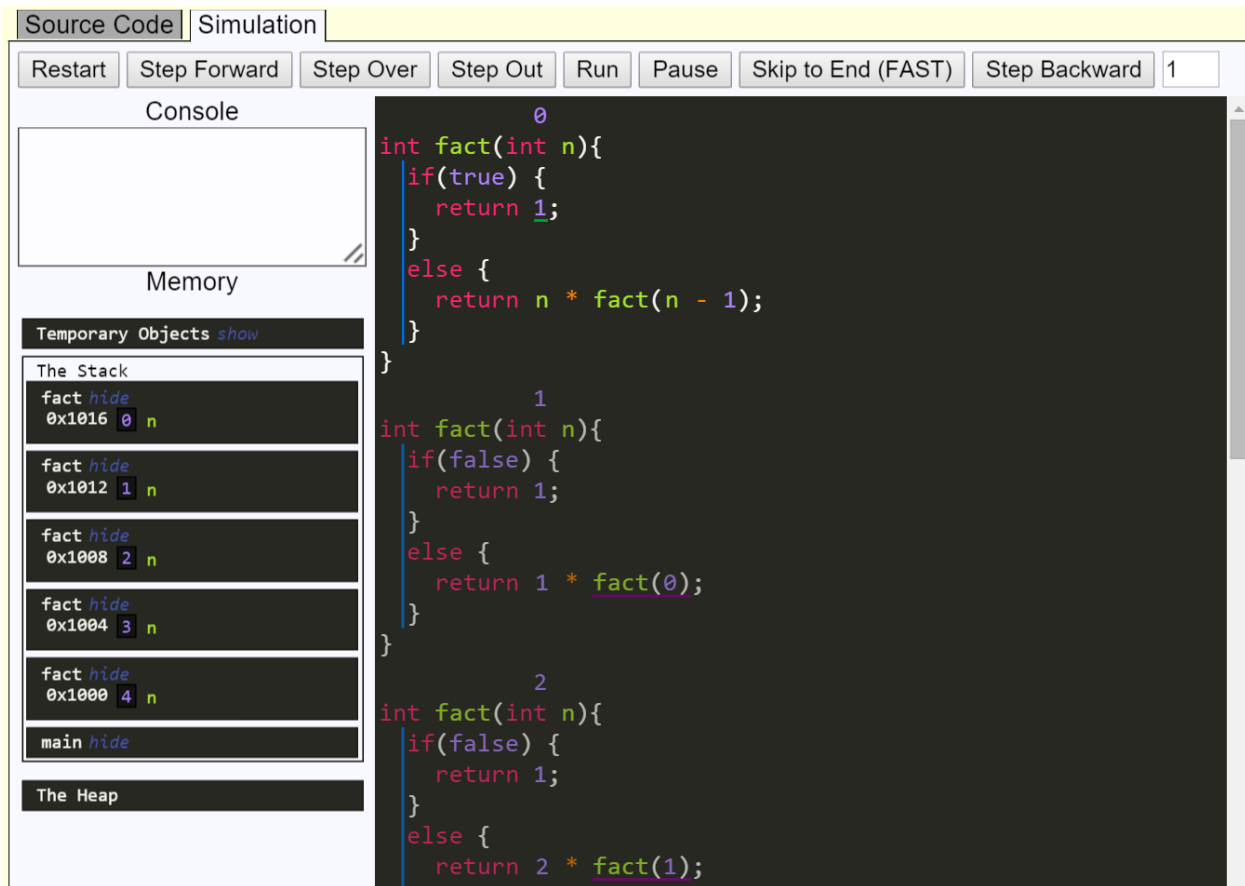 Source Code Simulation
Restart Step Forward Step Over Step Out Run Pause Skip to End (FAST) Step Backward 1
Console
Memory
Temporary Objects show
The Stack
fact hide
0x1016 0 n
fact hide
0x1012 1 n
fact hide
0x1008 2 n
fact hide
0x1004 3 n
fact hide
0x1000 4 n
main hide
The Heap
0
int fact(int n){
if(true) {
return 1;
}
else {
return n * fact(n - 1);
}
}
1
int fact(int n){
if(false) {
return 1;
}
else {
return 1 * fact(0);
}
}
2
int fact(int n){
if(false) {
return 1;
}
else {
return 2 * fact(1);